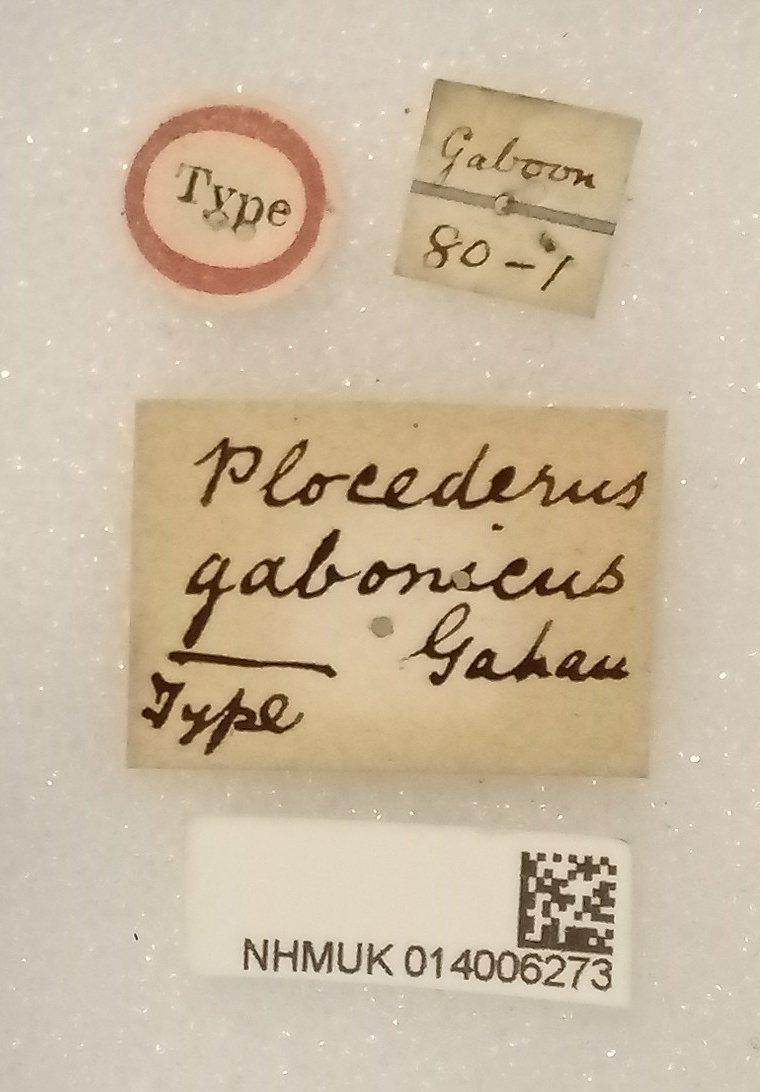 Type
Gaboon
80-1
Plocederus
gabonicus
Gahan
Type
NHMUK 014006273